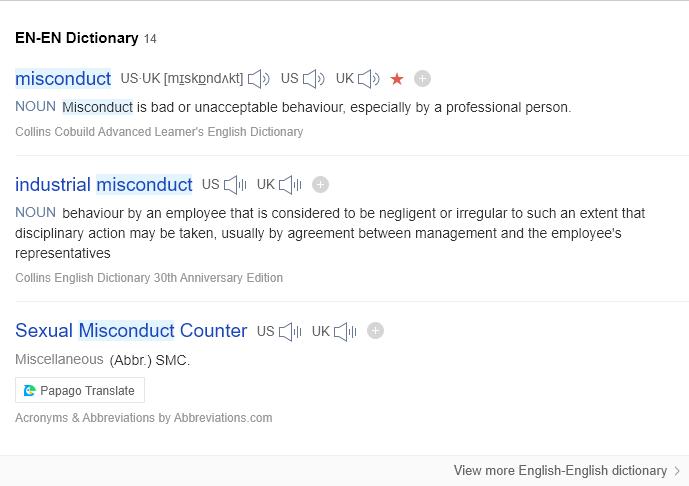 EN-EN Dictionary 14
misconduct US·UK [mɪskɒndʌkt] US UK
NOUN Misconduct is bad or unacceptable behaviour, especially by a professional person.
Collins Cobuild Advanced Learner's English Dictionary
industrial misconduct US UK
NOUN behaviour by an employee that is considered to be negligent or irregular to such an extent that
disciplinary action may be taken, usually by agreement between management and the employee's
representatives
Collins English Dictionary 30th Anniversary Edition
Sexual Misconduct Counter US UK
Miscellaneous (Abbr.) SMC.
Papago Translate
Acronyms & Abbreviations by Abbreviations.com
View more English-English dictionary